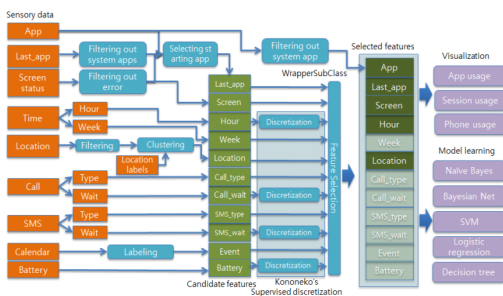 Sensory data
App
Last_app
Screen
status
Time
Location
Call
SMS
Calendar
Battery
Filtering out
system apps
Filtering out
error
Selecting st
arting app
Filtering out
system app
Hour
Week
Filtering
Clustering
Location
labels
Type
Wait
Type
Wait
Labeling
Last_app
Screen
Hour
Week
Location
Call_type
Call_wait
SMS_type
SMS_wait
Event
Battery
Candidate features
Discretization
Discretization
Discretization
Discretization
Kononeko's
Supervised discretization
WrapperSubClass
Feature Selection
Selected features
App
Last_app
Screen
Hour
Week
Location
Call_type
Call_wait
SMS_type
SMS_wait
Event
Battery
Visualization
App usage
Session usage
Phone usage
Model learning
Naïve Bayes
Bayesian Net
SVM
Logistic
regression
Decision tree